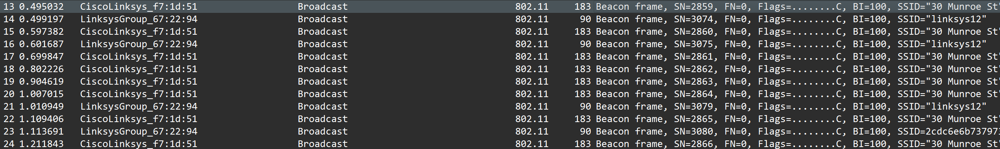 13 0.495032 CiscoLinksys_f7:1d:51 Broadcast 802.11 183 Beacon frame, SN=2859, FN=0, Flags=........C, BI=100, SSID="30 Munroe St"
14 0.499197 LinksysGroup_67:22:94 Broadcast 802.11 90 Beacon frame, SN=3074, FN=0, Flags=........C, BI=100, SSID="linksys12"
15 0.597382 CiscoLinksys_f7:1d:51 Broadcast 802.11 183 Beacon frame, SN=2860, FN=0, Flags=........C, BI=100, SSID="30 Munroe St"
16 0.601687 LinksysGroup_67:22:94 Broadcast 802.11 90 Beacon frame, SN=3075, FN=0, Flags=........C, BI=100, SSID="linksys12"
17 0.699847 CiscoLinksys_f7:1d:51 Broadcast 802.11 183 Beacon frame, SN=2861, FN=0, Flags=........C, BI=100, SSID="30 Munroe St"
18 0.802226 CiscoLinksys_f7:1d:51 Broadcast 802.11 183 Beacon frame, SN=2862, FN=0, Flags=........C, BI=100, SSID="30 Munroe St"
19 0.904619 CiscoLinksys_f7:1d:51 Broadcast 802.11 183 Beacon frame, SN=2863, FN=0, Flags=........C, BI=100, SSID="30 Munroe St"
20 1.007015 CiscoLinksys_f7:1d:51 Broadcast 802.11 183 Beacon frame, SN=2864, FN=0, Flags=........C, BI=100, SSID="30 Munroe St"
21 1.010949 LinksysGroup_67:22:94 Broadcast 802.11 90 Beacon frame, SN=3079, FN=0, Flags=........C, BI=100, SSID="linksys12"
22 1.109406 CiscoLinksys_f7:1d:51 Broadcast 802.11 183 Beacon frame, SN=2865, FN=0, Flags=........C, BI=100, SSID="30 Munroe St"
23 1.113691 LinksysGroup_67:22:94 Broadcast 802.11 90 Beacon frame, SN=3080, FN=0, Flags=........C, BI=100, SSID=2cdc6e6b737973
24 1.211843 CiscoLinksys_f7:1d:51 Broadcast 802.11 183 Beacon frame, SN=2866, FN=0, Flags=........C, BI=100, SSID="30 Munroe St"